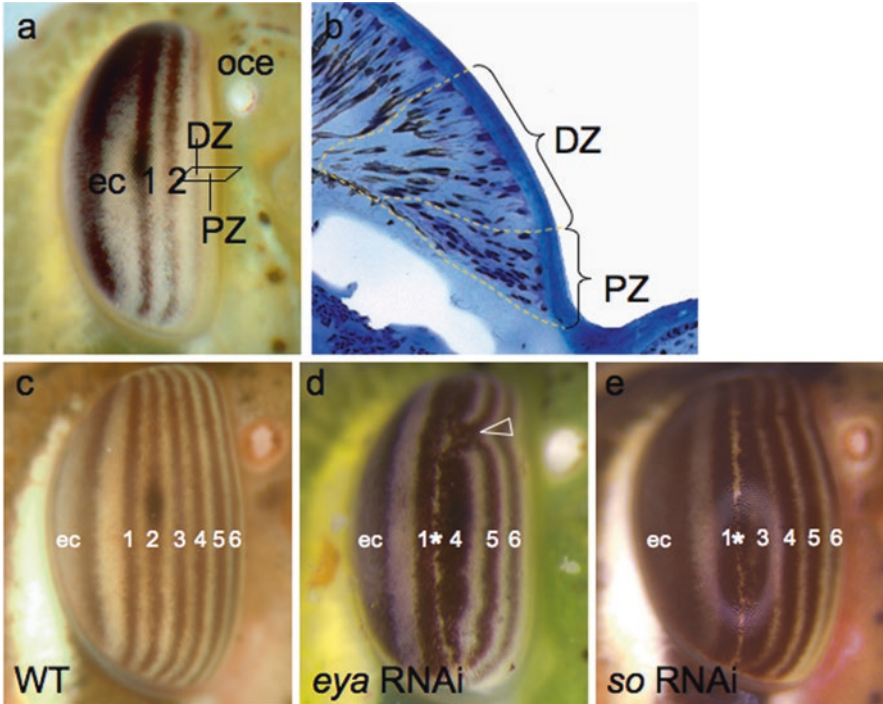 a
oce
DZ
ec 1 2
PZ
b
DZ
PZ
c
ec 1 2 3 4 5 6
WT
d
ec 1* 4 5 6
eya RNAi
e
ec 1* 3 4 5 6
so RNAi